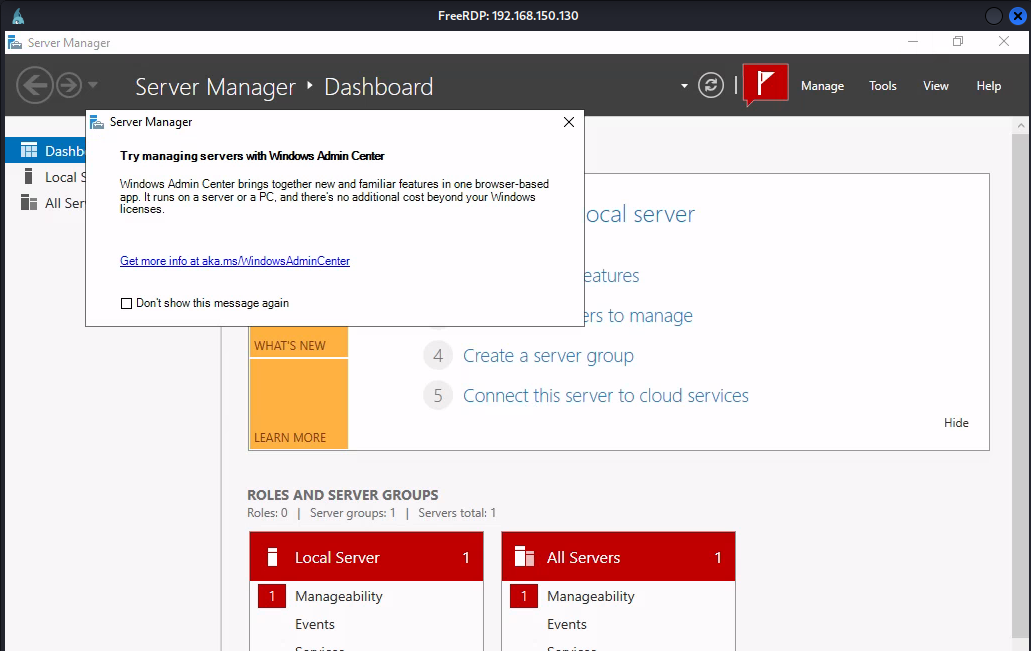 FreeRDP: 192.168.150.130
Server Manager
Server Manager Dashboard
Manage Tools View Help
Server Manager
Try managing servers with Windows Admin Center
Windows Admin Center brings together new and familiar features in one browser-based
app. It runs on a server or a PC, and there's no additional cost beyond your Windows
licenses.
Get more info at aka.ms/WindowsAdminCenter
Don't show this message again
Dashb
Local S
All Ser
ocal server
eatures
ers to manage
4 Create a server group
5 Connect this server to cloud services
WHAT'S NEW
LEARN MORE
Hide
ROLES AND SERVER GROUPS
Roles: 0 | Server groups: 1 | Servers total: 1
Local Server 1
1 Manageability
Events
Services
All Servers 1
1 Manageability
Events
Services